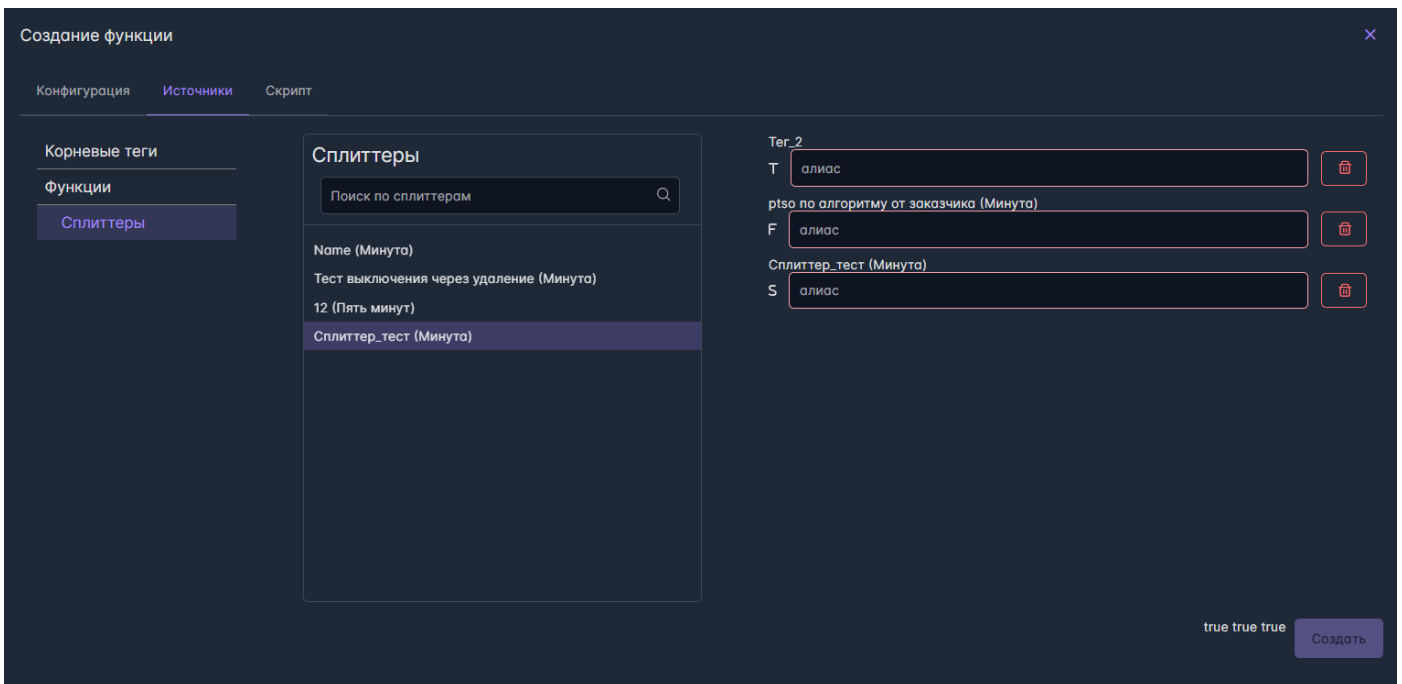 Создание функции
Конфигурация Источники Скрипт
Корневые теги
Функции
Сплиттеры
Сплиттеры
Поиск по сплиттерам
Name (Минута)
Тест выключения через удаление (Минута)
12 (Пять минут)
Сплиттер_тест (Минута)
Тег_2
T алиас
ptso по алгоритму от заказчика (Минута)
F алиас
Сплиттер_тест (Минута)
S алиас
true true true
Создать